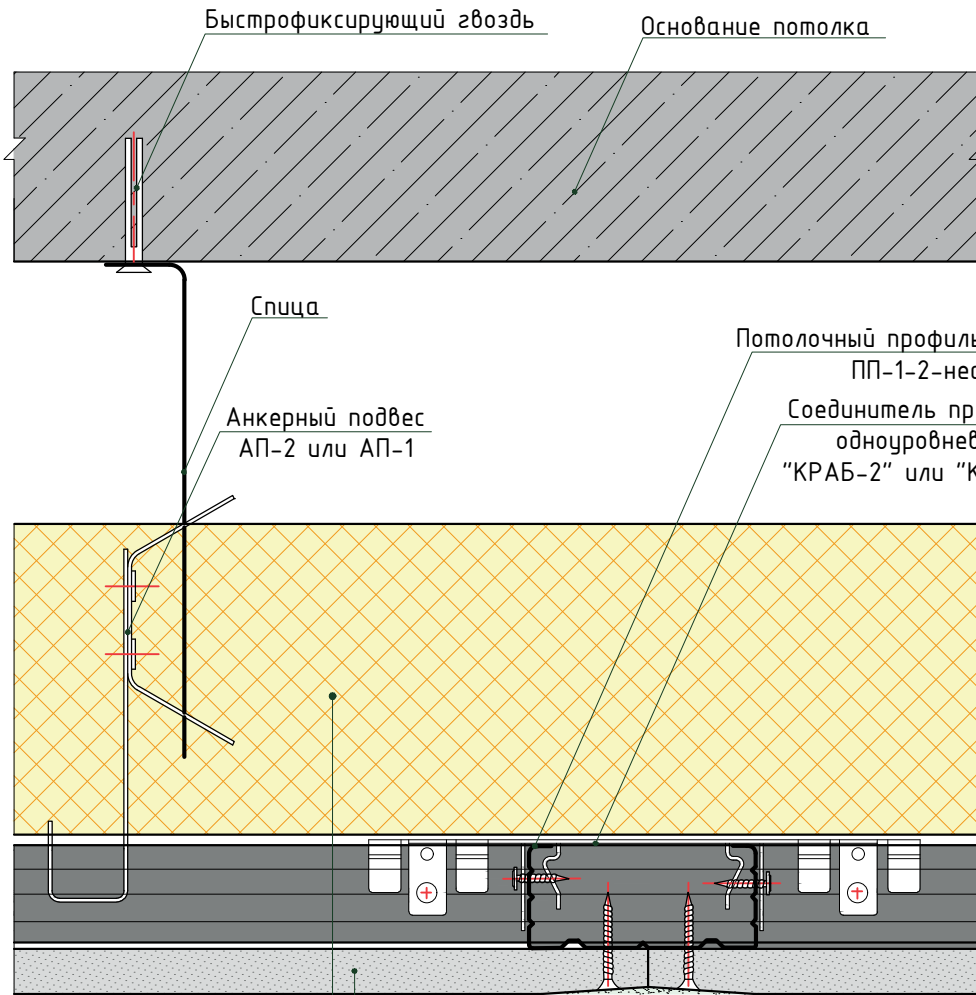 Быстрофиксирующий гвоздь
Основание потолка
Спица
Потолочный профиль
ПП-1-2-нес
Анкерный подвес
АП-2 или АП-1
Соединитель пр
одноуровнев
"КРАБ-2" или "К